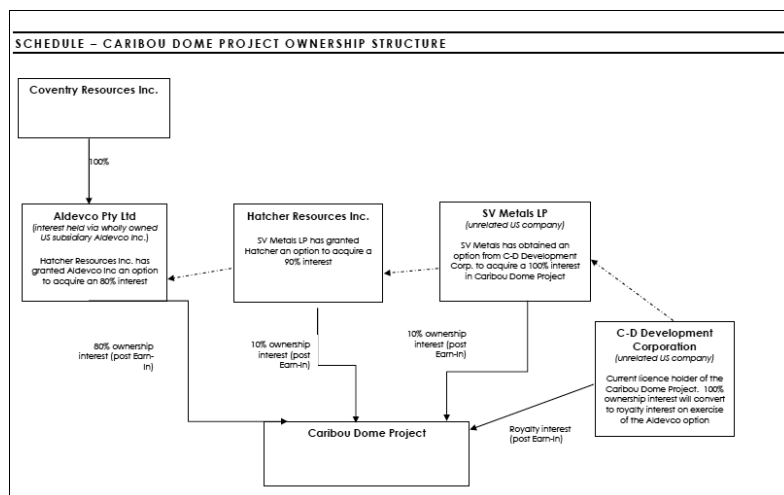 SCHEDULE – CARIBOU DOME PROJECT OWNERSHIP STRUCTURE
Coventry Resources Inc.
100%
Aldevco Pty Ltd
(interest held via wholly owned
US subsidiary Aldevco Inc.)
Hatcher Resources Inc. has
granted Aldevco Inc an option
to acquire an 80% interest
Hatcher Resources Inc.
SV Metals LP has granted
Hatcher an option to acquire a
90% interest
SV Metals LP
(unrelated US company)
SV Metals has obtained an
option from C-D Development
Corp. to acquire a 100% interest
in Caribou Dome Project
80% ownership
interest (post Earn-
In)
10% ownership
interest (post
Earn-In)
10% ownership
interest (post
Earn-In)
C-D Development
Corporation
(unrelated US company)
Current licence holder of the
Caribou Dome Project. 100%
ownership interest will convert
to royalty interest on exercise
of the Aldevco option
Royalty interest
(post Earn-In)
Caribou Dome Project